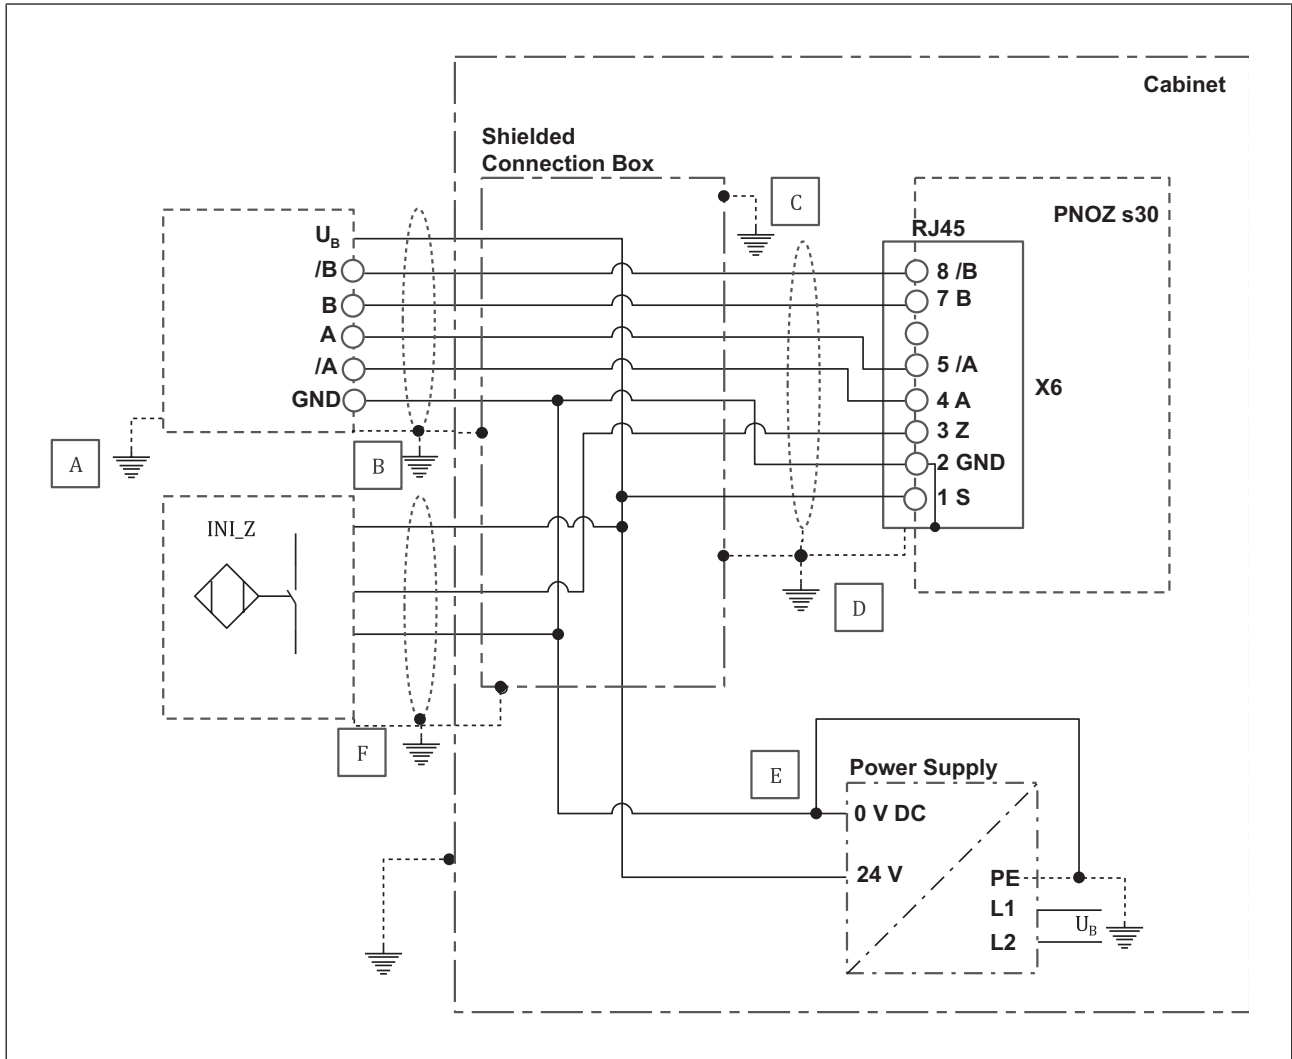 Cabinet
Shielded
Connection Box
C
PNOZ s30
RJ45
UB
/B
B
A
/A
GND
8 /B
7 B
5 /A
4 A
3 Z
2 GND
1 S
X6
A
B
INI_Z
D
F
E
Power Supply
0 V DC
24 V
PE
L1
UB
L2